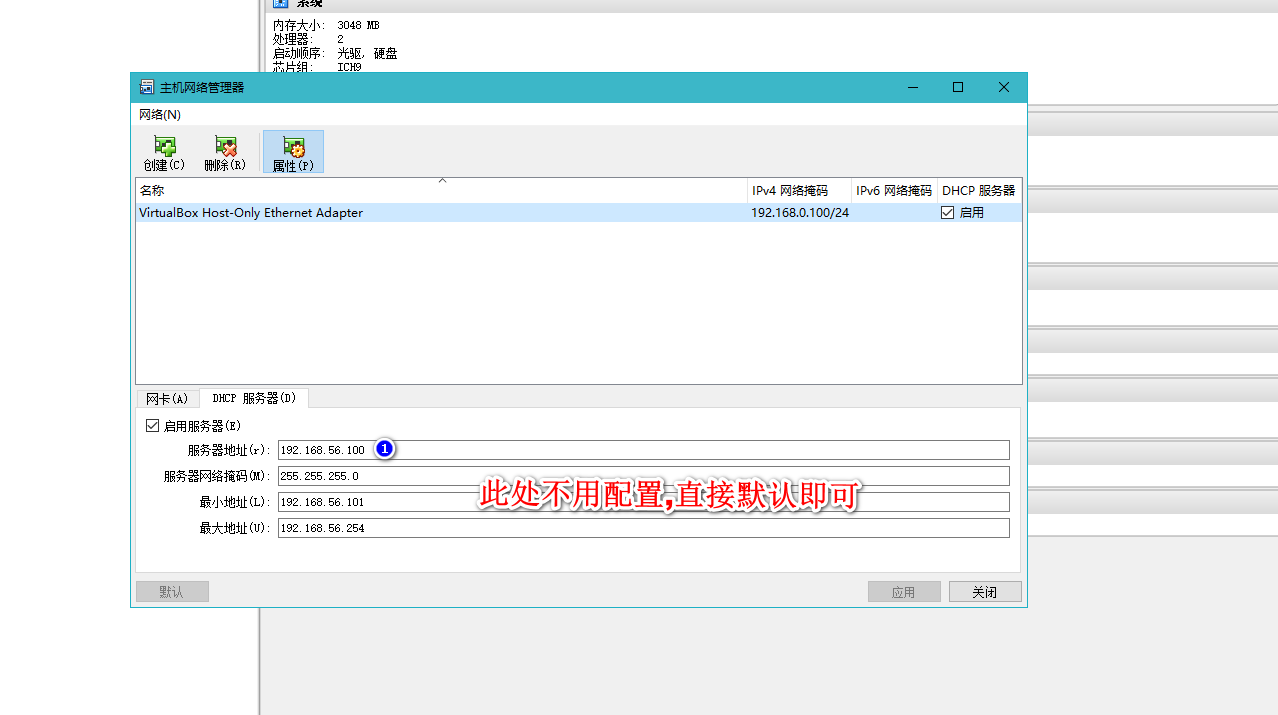 系统
内存大小: 3048 MB
处理器: 2
启动顺序: 光驱, 硬盘
芯片组: ICH9
主机网络管理器
网络(N)
创建(C) 删除(R) 属性(P)
名称 IPv4 网络掩码 IPv6 网络掩码 DHCP 服务器
VirtualBox Host-Only Ethernet Adapter 192.168.0.100/24 启用
网卡(A) DHCP 服务器(D)
启用服务器(E)
服务器地址(r): 192.168.56.100 1
服务器网络掩码(M): 255.255.255.0
此处不用配置,直接默认即可
最小地址(L): 192.168.56.101
最大地址(U): 192.168.56.254
默认 应用 关闭